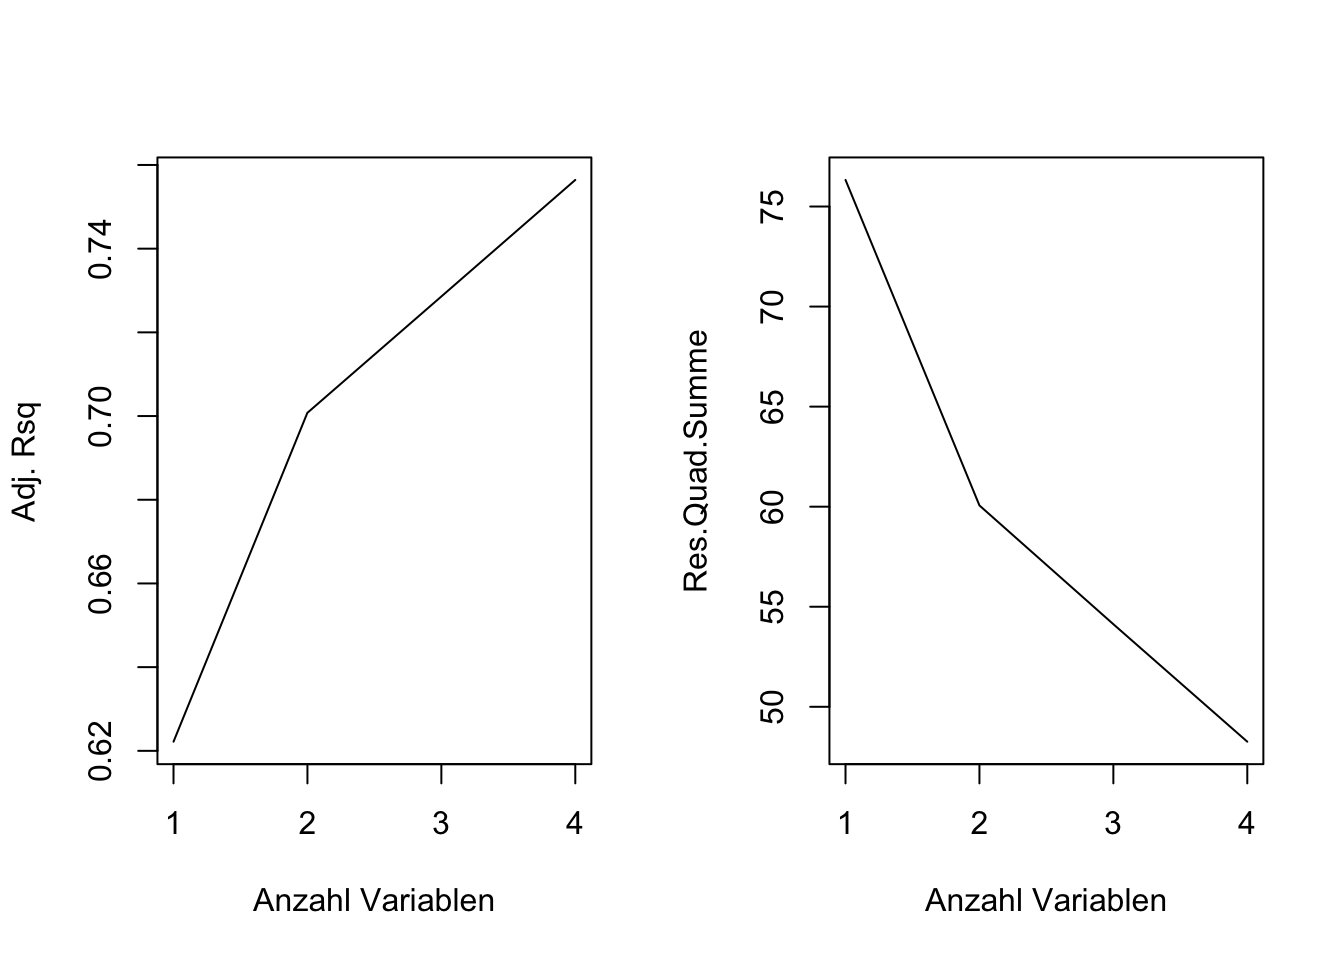 Adj. Rsq
0.74
0.70
0.66
0.62
1 2 3 4
Anzahl Variablen
Res.Quad.Summe
75
70
65
60
55
50
1 2 3 4
Anzahl Variablen